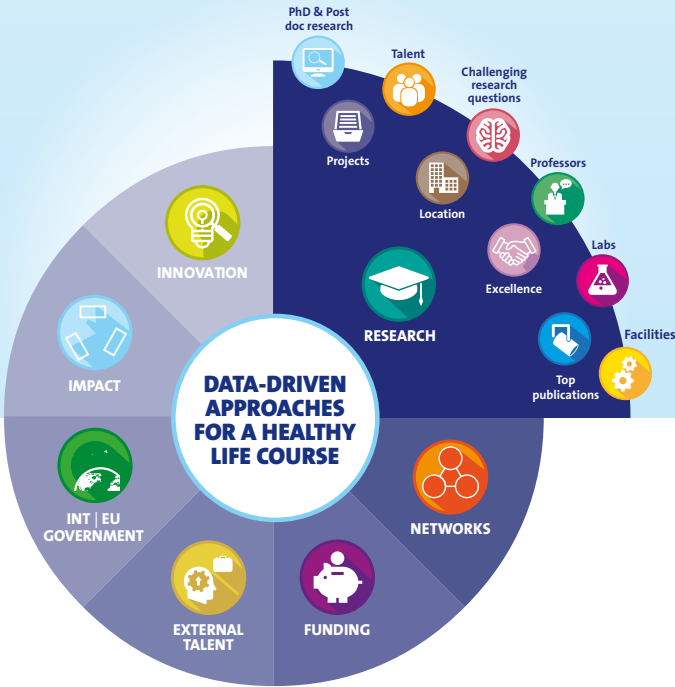 PhD & Post
doc research
Talent
Challenging
research
questions
Projects
Professors
Location
Labs
INNOVATION
Excellence
RESEARCH
Facilities
IMPACT
Top
publications
DATA-DRIVEN
APPROACHES
FOR A HEALTHY
LIFE COURSE
INT | EU
GOVERNMENT
NETWORKS
EXTERNAL
TALENT
FUNDING